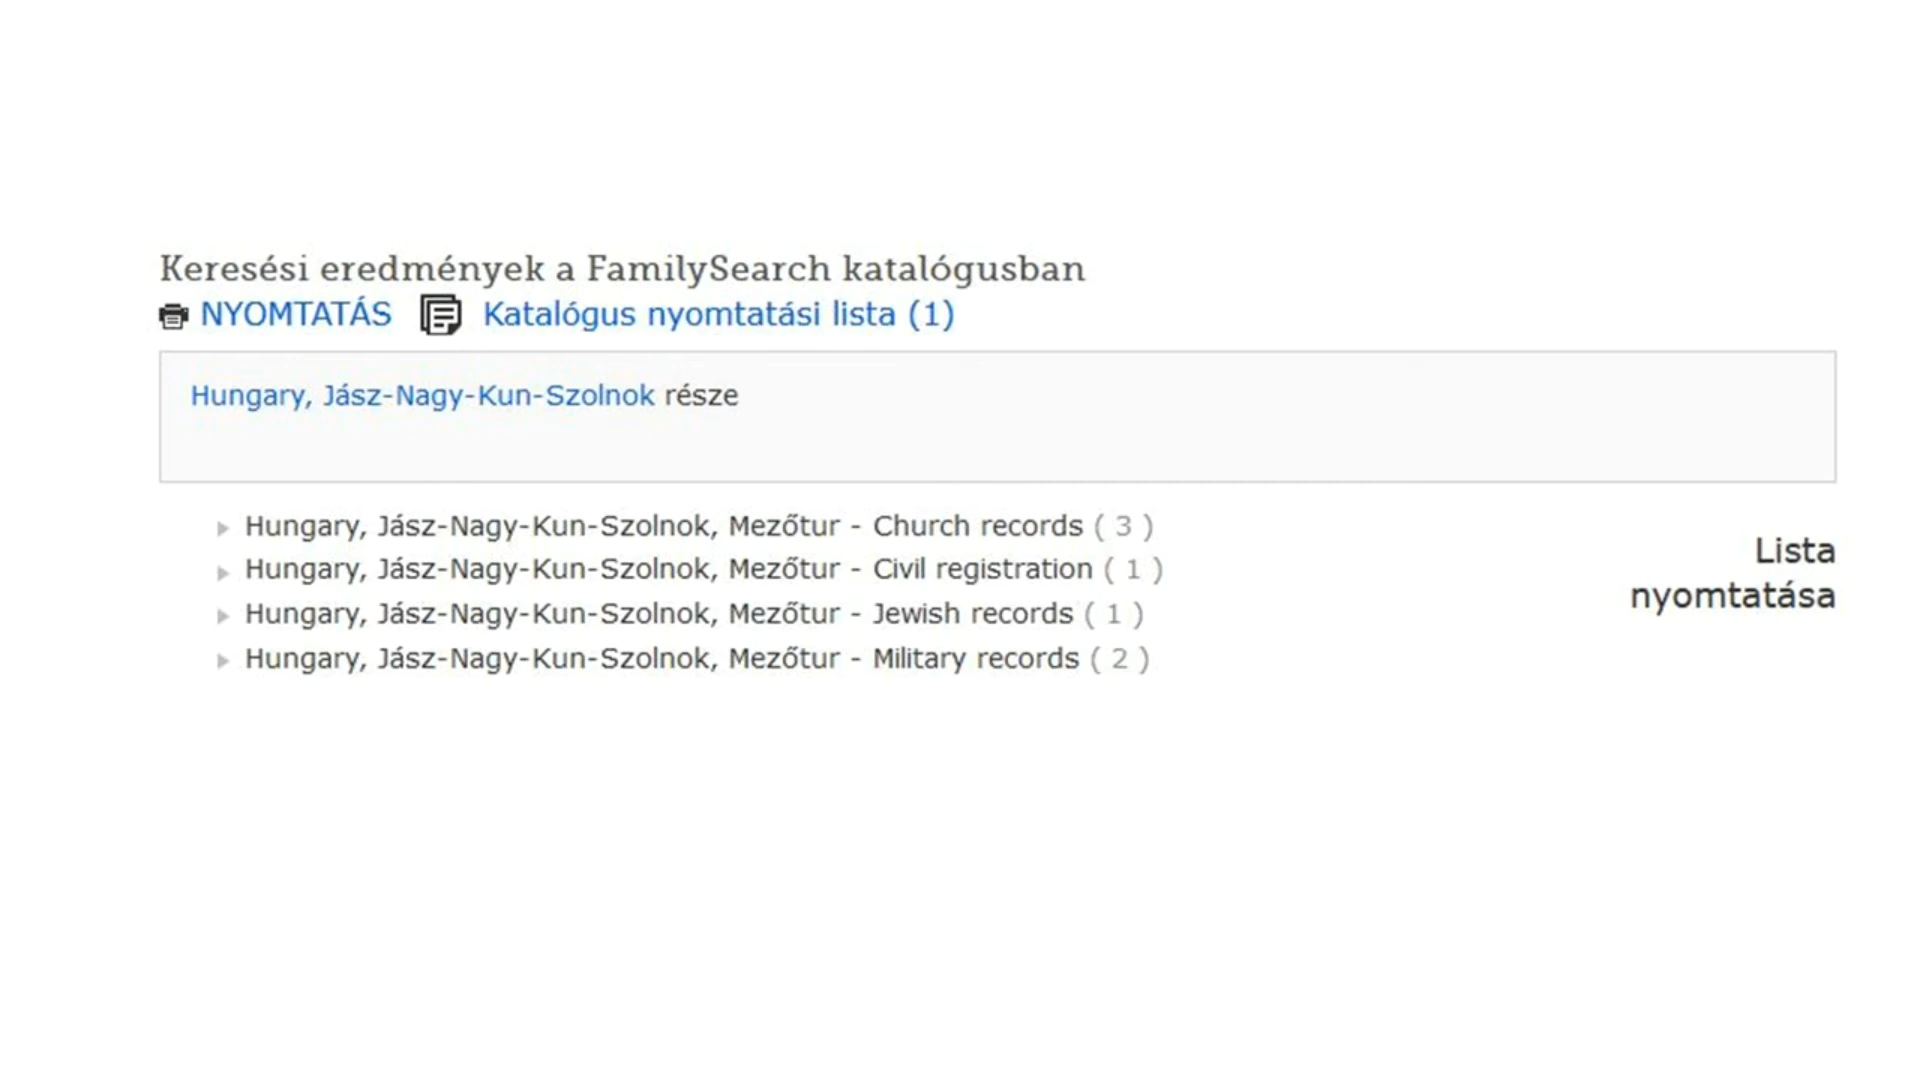 Keresési eredmények a FamilySearch katalógusban
NYOMTATÁS Katalógus nyomtatási lista (1)
Hungary, Jász-Nagy-Kun-Szolnok része
Hungary, Jász-Nagy-Kun-Szolnok, Mezőtur - Church records ( 3 )
Hungary, Jász-Nagy-Kun-Szolnok, Mezőtur - Civil registration ( 1 )
Hungary, Jász-Nagy-Kun-Szolnok, Mezőtur - Jewish records ( 1 )
Hungary, Jász-Nagy-Kun-Szolnok, Mezőtur - Military records ( 2 )
Lista
nyomtatása